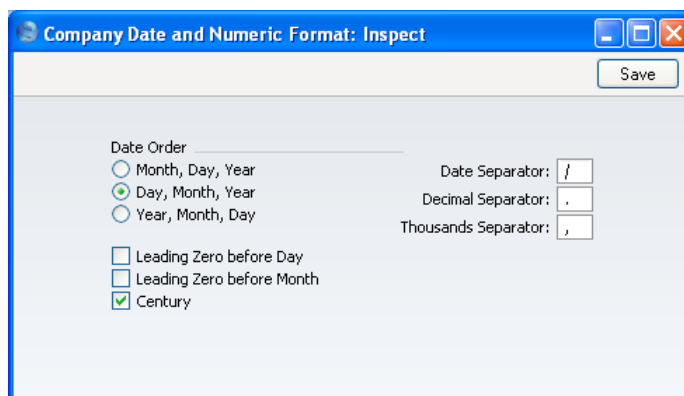 Company Date and Numeric Format: Inspect
Save
Date Order
Month, Day, Year
Day, Month, Year
Year, Month, Day
Date Separator: /
Decimal Separator: .
Thousands Separator: ,
Leading Zero before Day
Leading Zero before Month
Century